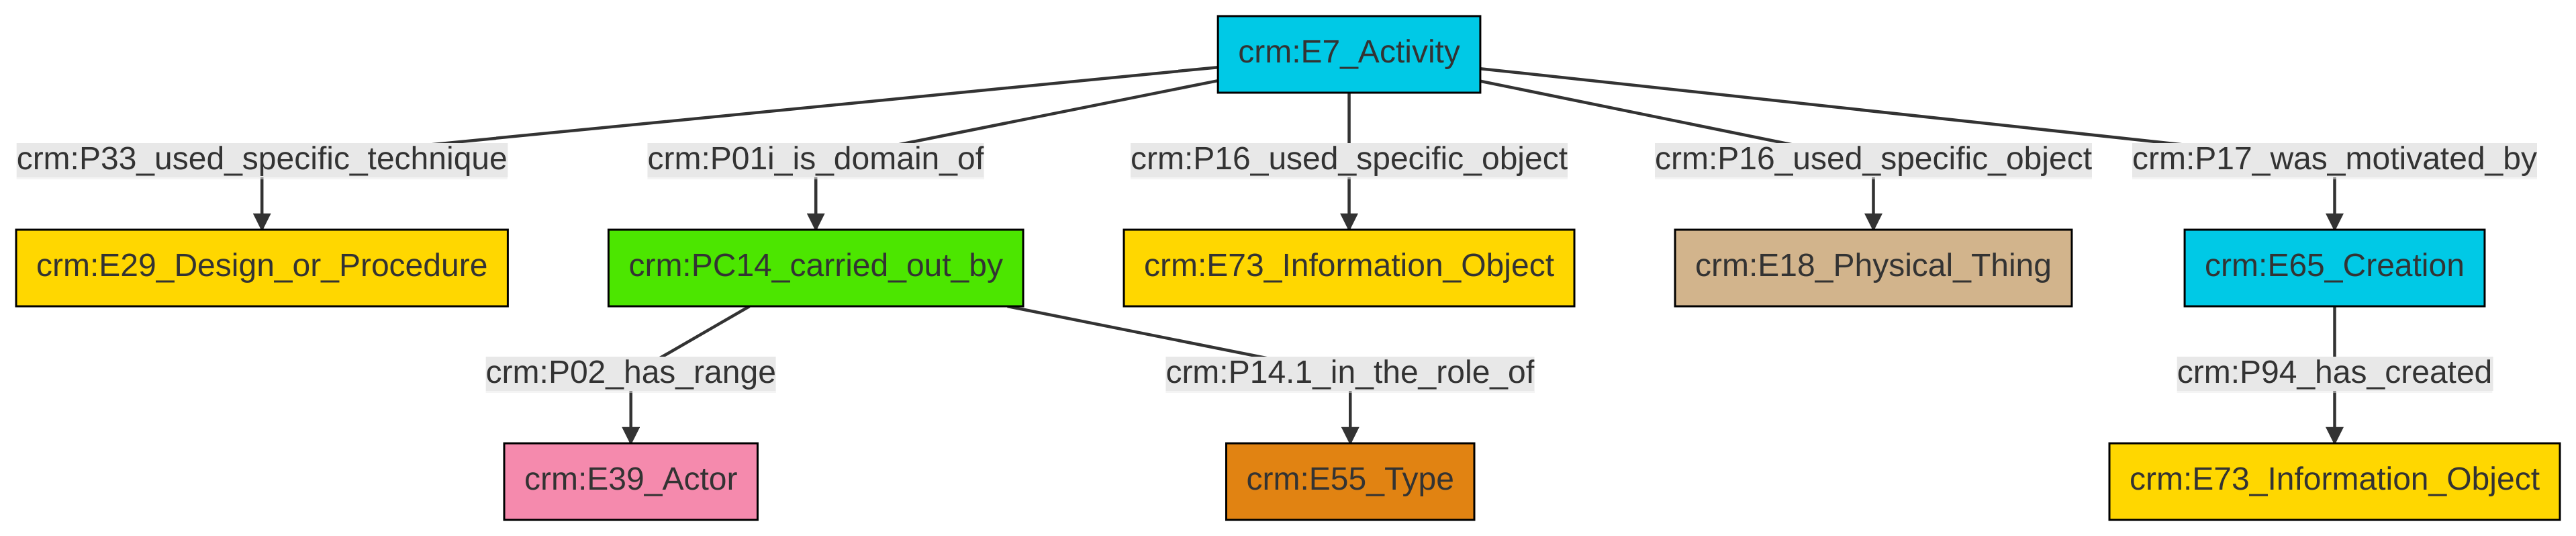 crm:E7_Activity
crm:P33_used_specific_technique
crm:P01i_is_domain_of
crm:P16_used_specific_object
crm:P16_used_specific_object
crm:P17_was_motivated_by
crm:E29_Design_or_Procedure
crm:PC14_carried_out_by
crm:E73_Information_Object
crm:E18_Physical_Thing
crm:E65_Creation
crm:P02_has_range
crm:P14.1_in_the_role_of
crm:P94_has_created
crm:E39_Actor
crm:E55_Type
crm:E73_Information_Object